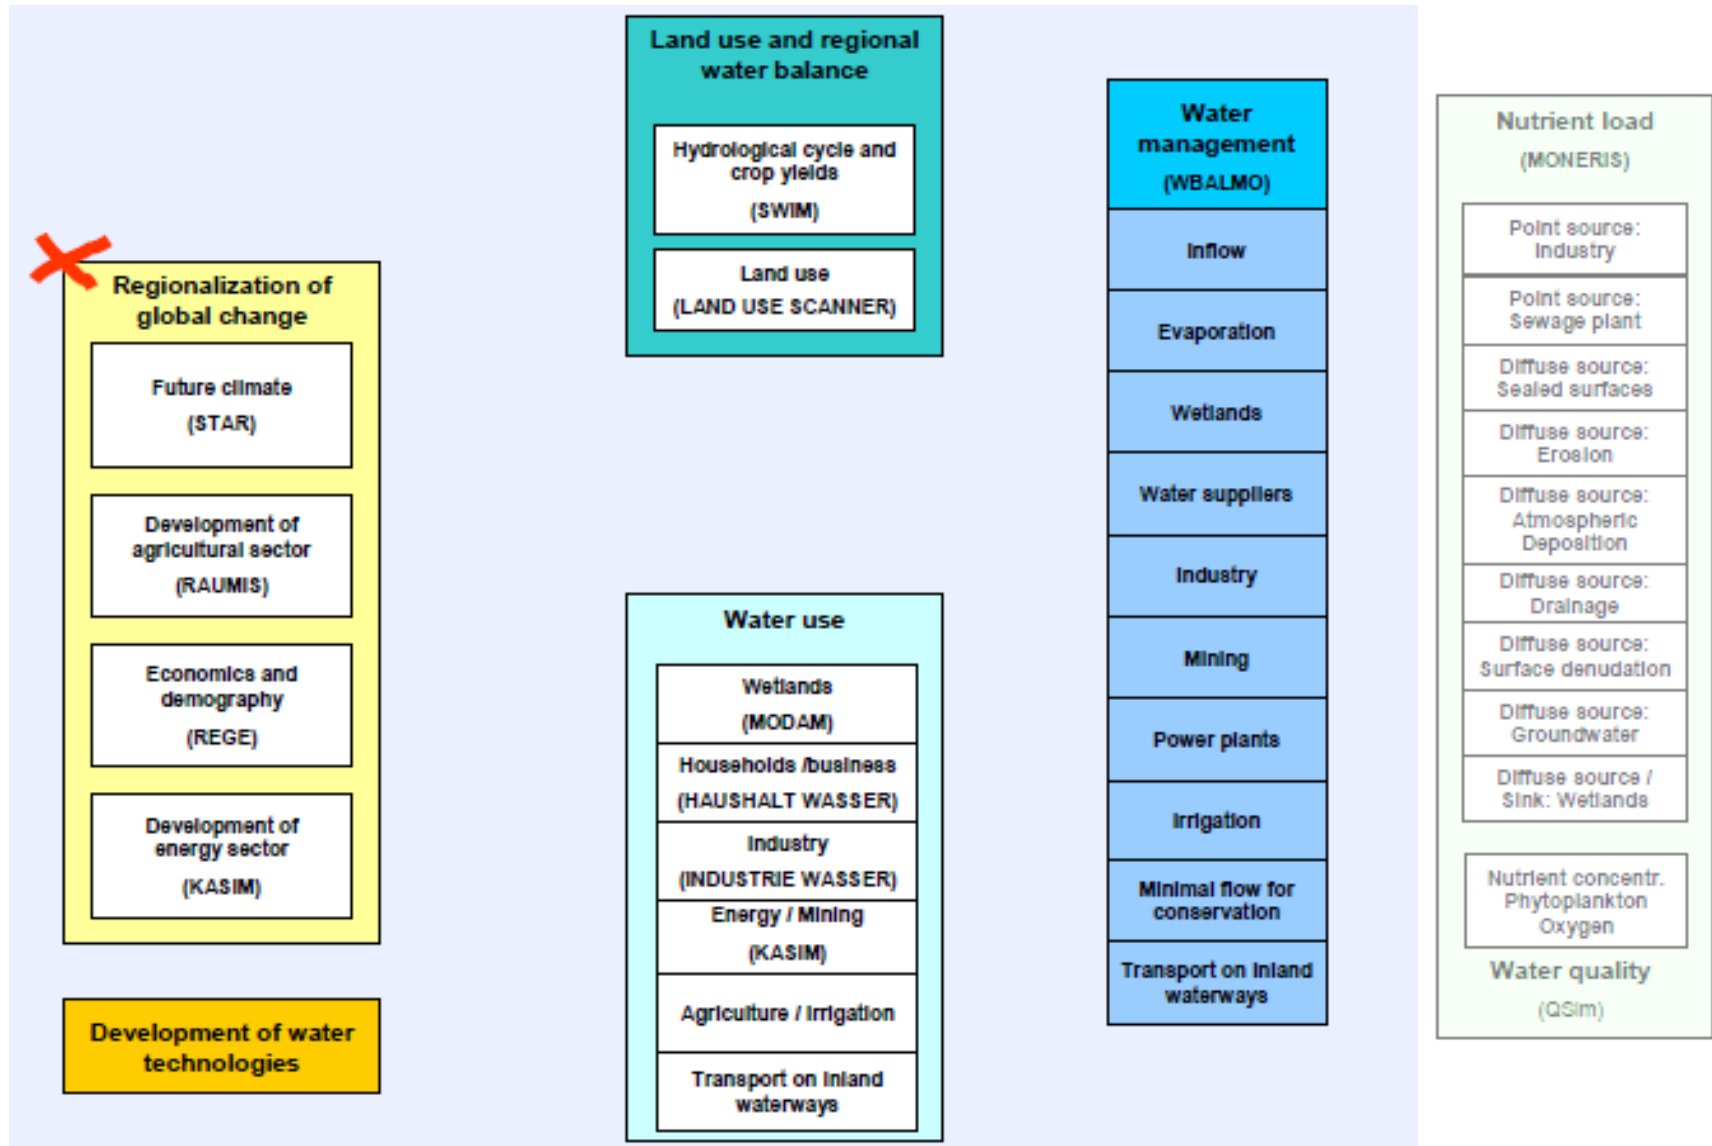 Land use and regional
water balance
Hydrological cycle and
crop yields
(SWIM)
Land use
(LAND USE SCANNER)
Regionalization of
global change
Future climate
(STAR)
Development of
agricultural sector
(RAUMIS)
Economics and
demography
(REGE)
Development of
energy sector
(KASIM)
Development of water
technologies
Water use
Wetlands
(MODAM)
Households /business
(HAUSHALT WASSER)
Industry
(INDUSTRIE WASSER)
Energy / Mining
(KASIM)
Agriculture / Irrigation
Transport on Inland
waterways
Water
management
(WBALMO)
Inflow
Evaporation
Wetlands
Water suppliers
Industry
Mining
Power plants
Irrigation
Minimal flow for
conservation
Transport on Inland
waterways
Nutrient load
(MONERIS)
Point source:
Industry
Point source:
Sewage plant
Diffuse source:
Sealed surfaces
Diffuse source:
Erosion
Diffuse source:
Atmospheric
Deposition
Diffuse source:
Drainage
Diffuse source:
Surface denudation
Diffuse source:
Groundwater
Diffuse source /
Sink: Wetlands
Nutrient concentr.
Phytoplankton
Oxygen
Water quality
(QSim)